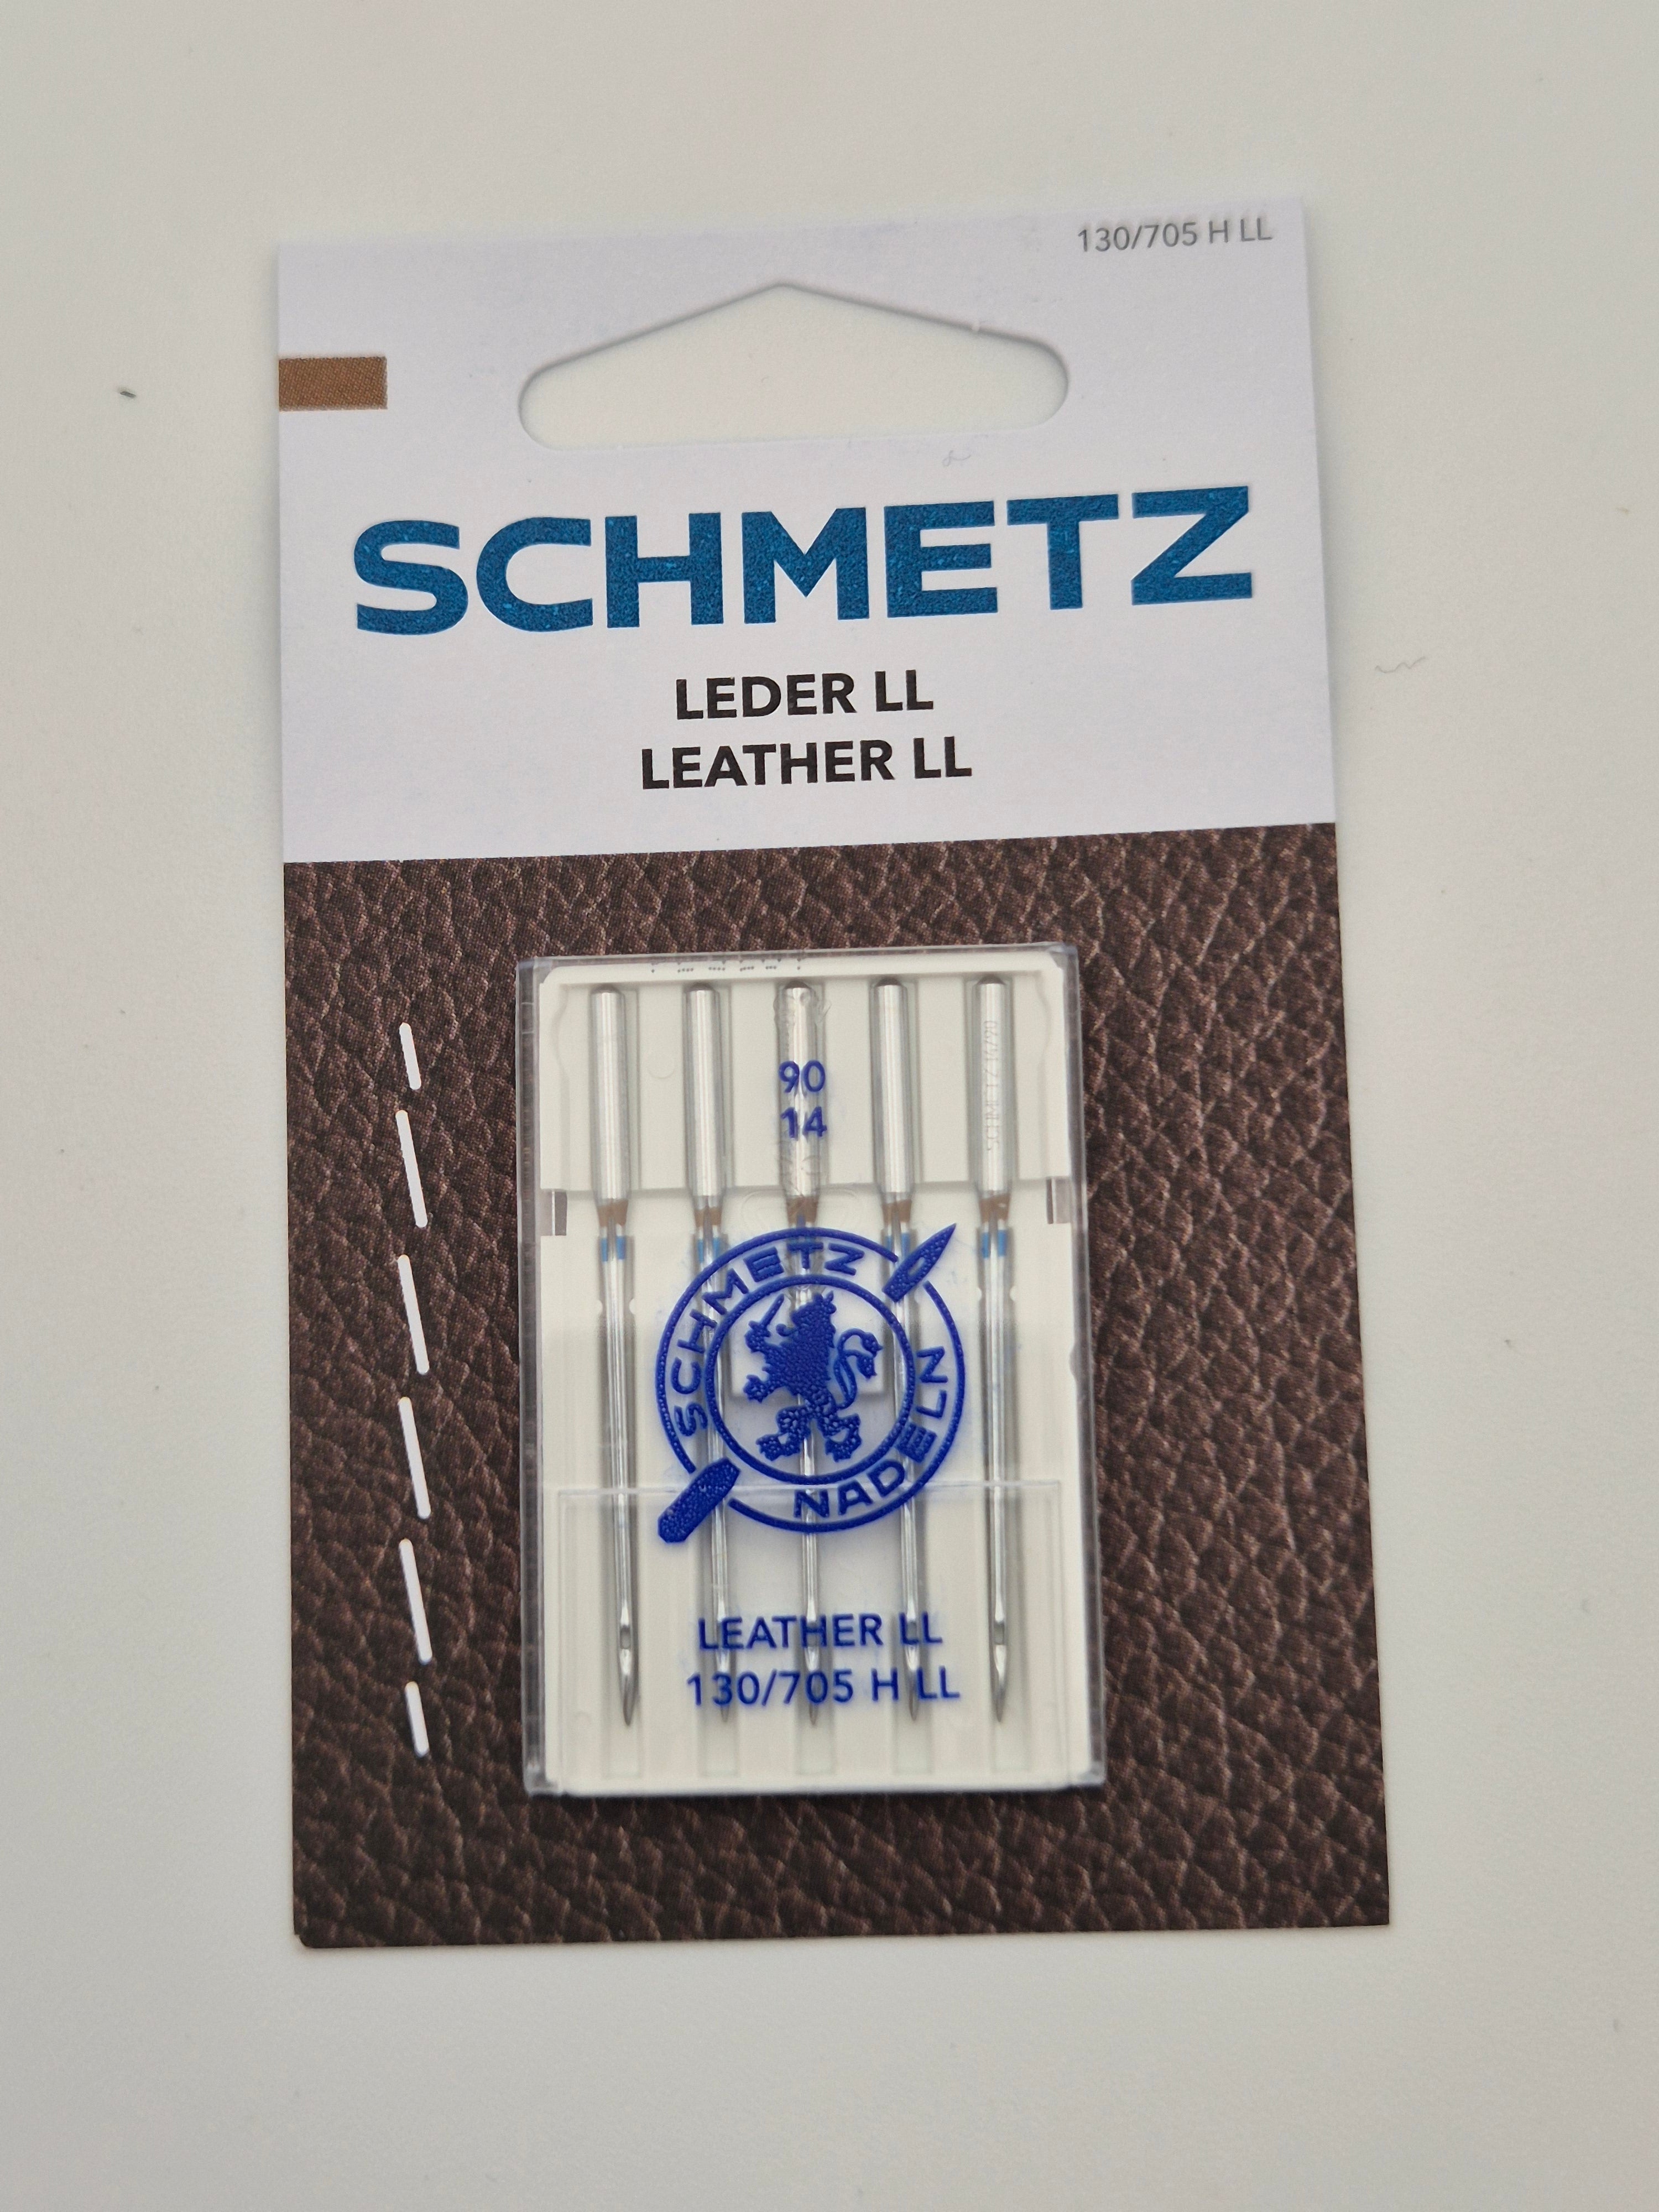 130/705 H LL
SCHMETZ
LEDER LL
LEATHER LL
90
14
SCHMETZ
NADELN
LEATHER LL
130/705 H LL